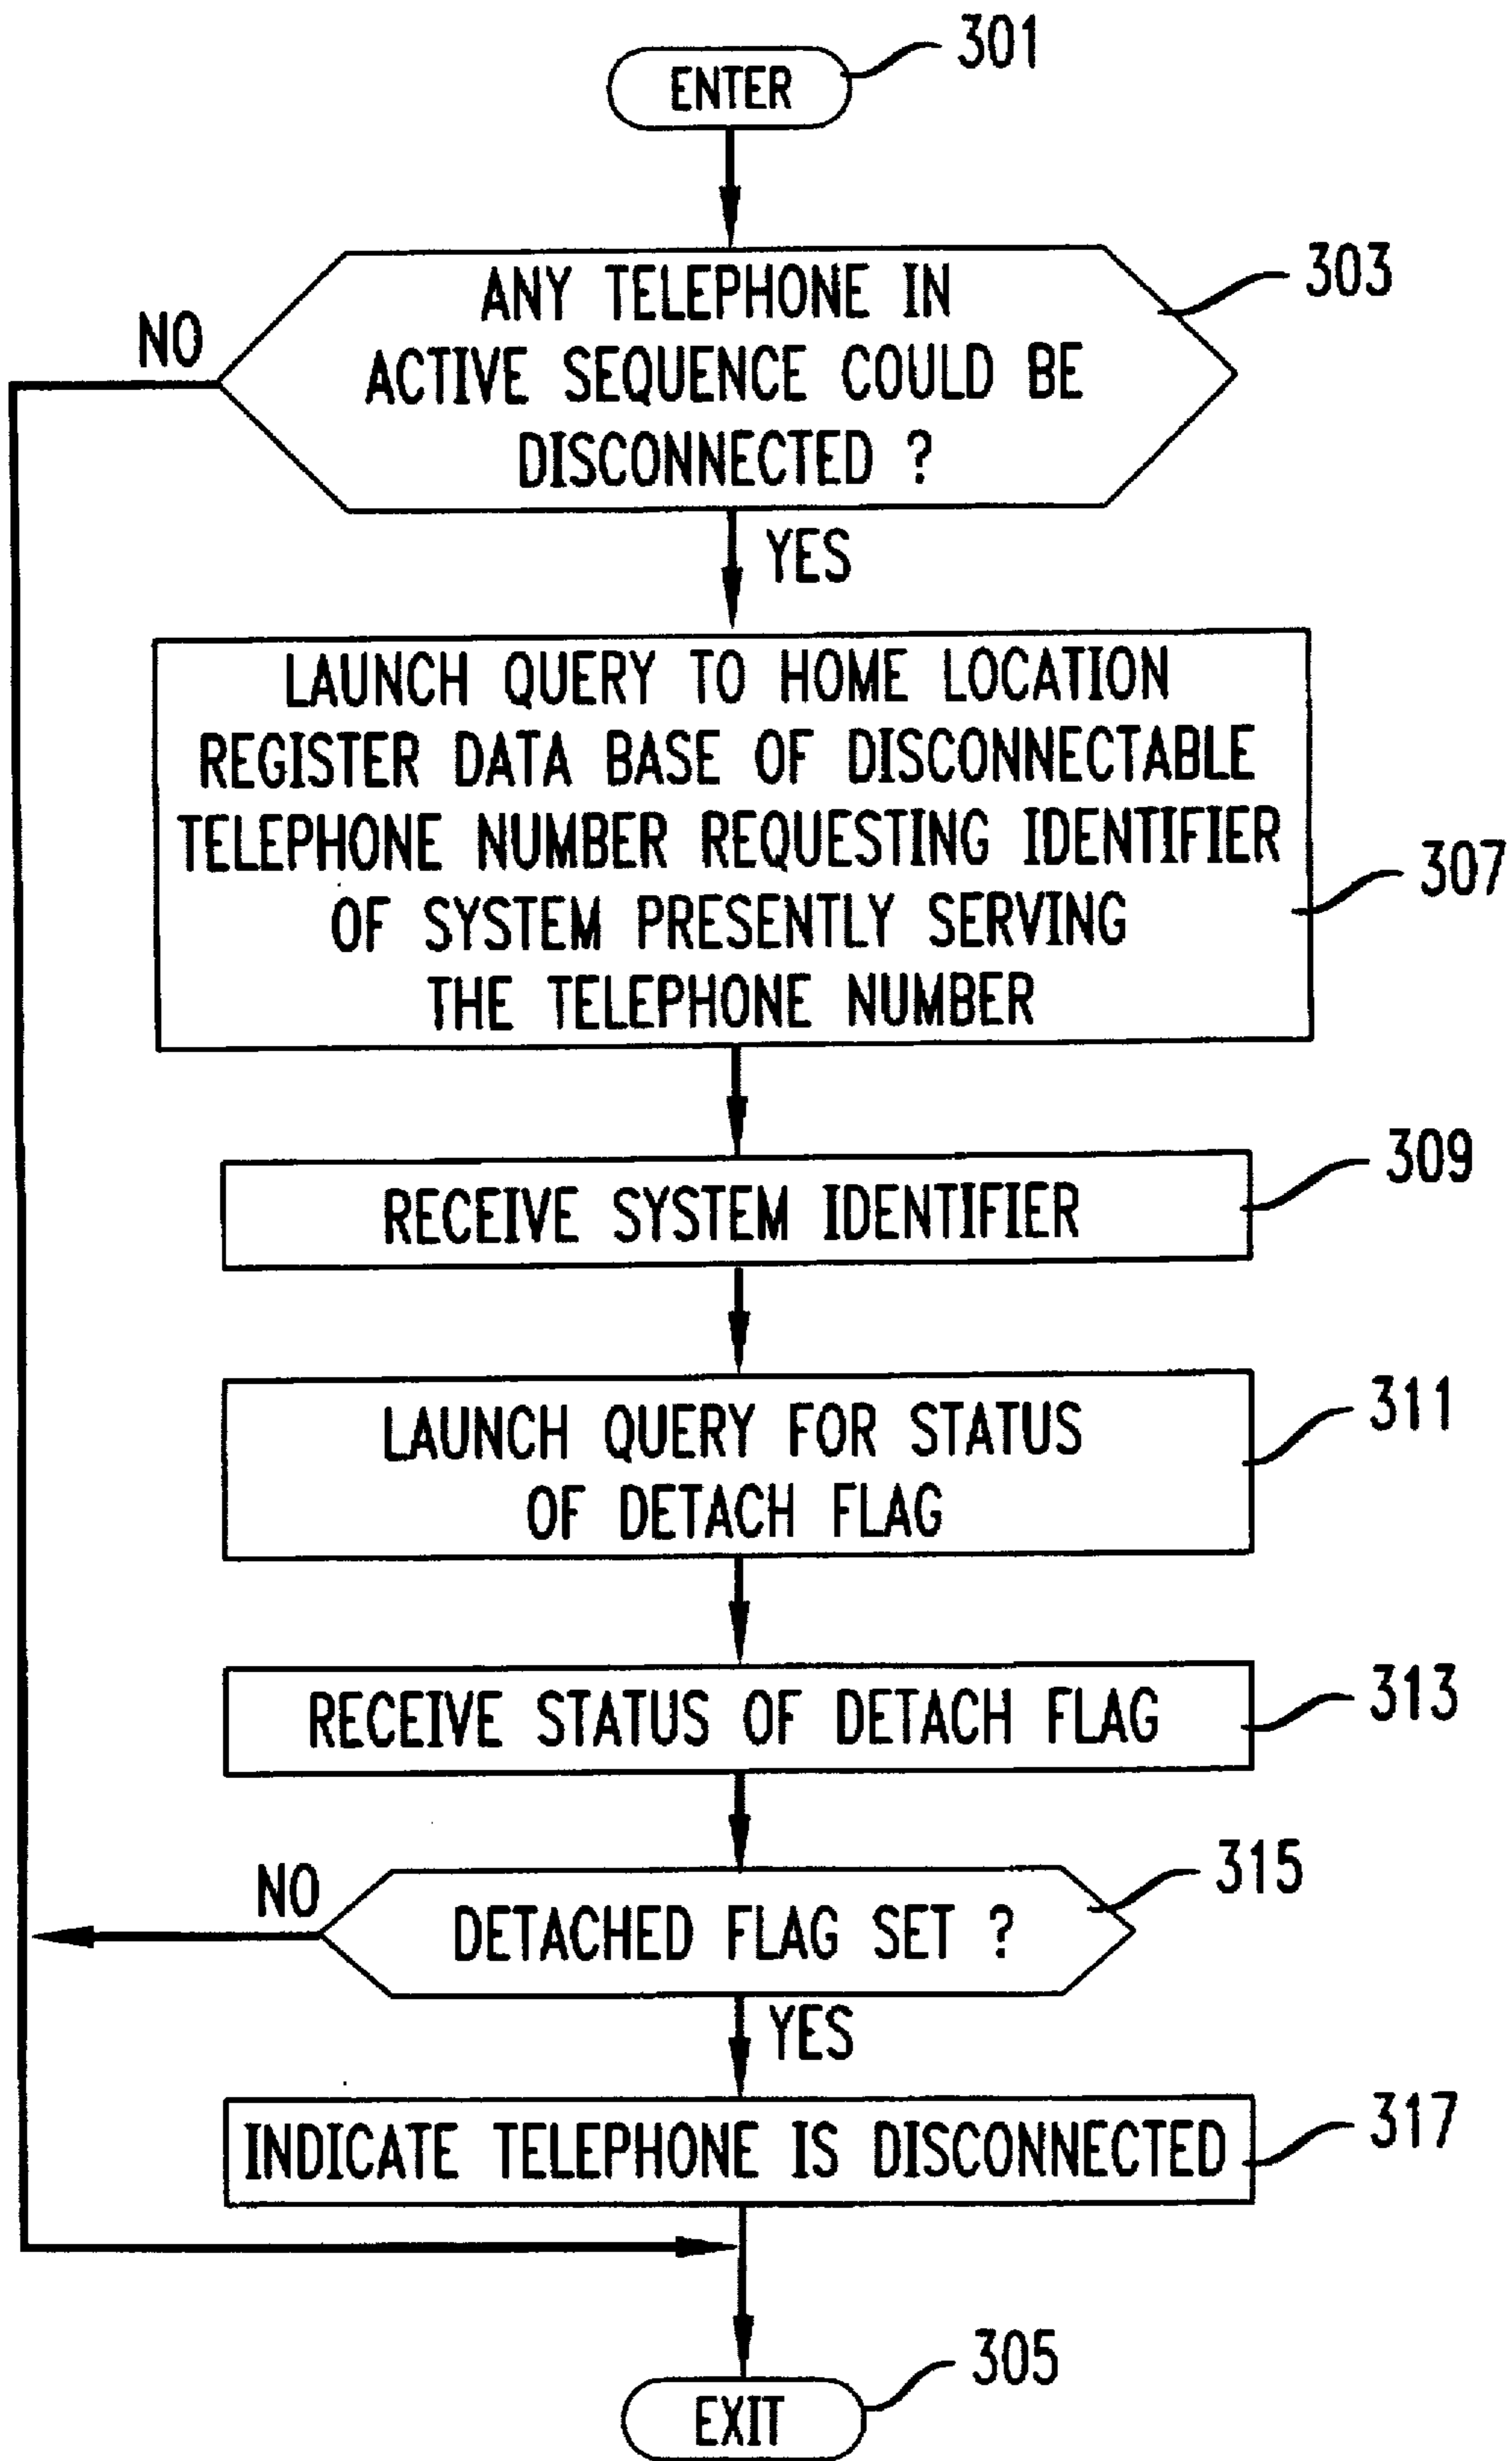 301
ENTER
303
ANY TELEPHONE IN
ACTIVE SEQUENCE COULD BE
DISCONNECTED ?
NO
YES
LAUNCH QUERY TO HOME LOCATION
REGISTER DATA BASE OF DISCONNECTABLE
TELEPHONE NUMBER REQUESTING IDENTIFIER
OF SYSTEM PRESENTLY SERVING
THE TELEPHONE NUMBER
307
RECEIVE SYSTEM IDENTIFIER
309
LAUNCH QUERY FOR STATUS
OF DETACH FLAG
311
RECEIVE STATUS OF DETACH FLAG
313
DETACHED FLAG SET ?
315
NO
YES
INDICATE TELEPHONE IS DISCONNECTED
317
EXIT
305